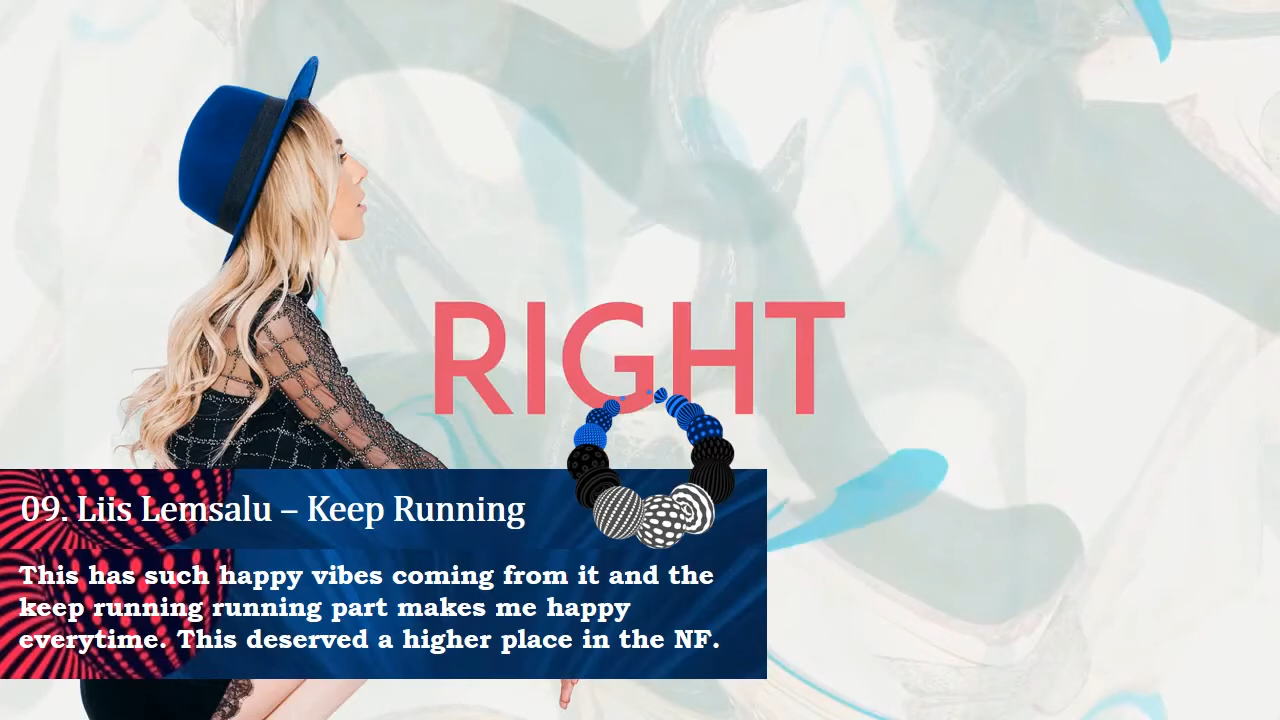 RIGHT
09. Liis Lemsalu – Keep Running
This has such happy vibes coming from it and the
keep running running part makes me happy
everytime. This deserved a higher place in the NF.